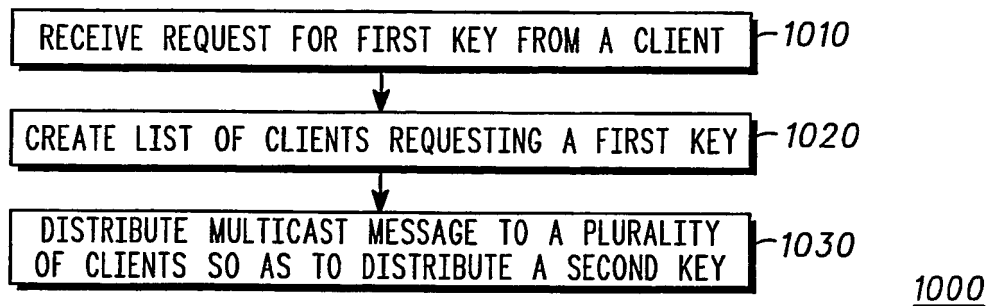 RECEIVE REQUEST FOR FIRST KEY FROM A CLIENT 1010
CREATE LIST OF CLIENTS REQUESTING A FIRST KEY 1020
DISTRIBUTE MULTICAST MESSAGE TO A PLURALITY
OF CLIENTS SO AS TO DISTRIBUTE A SECOND KEY 1030
1000